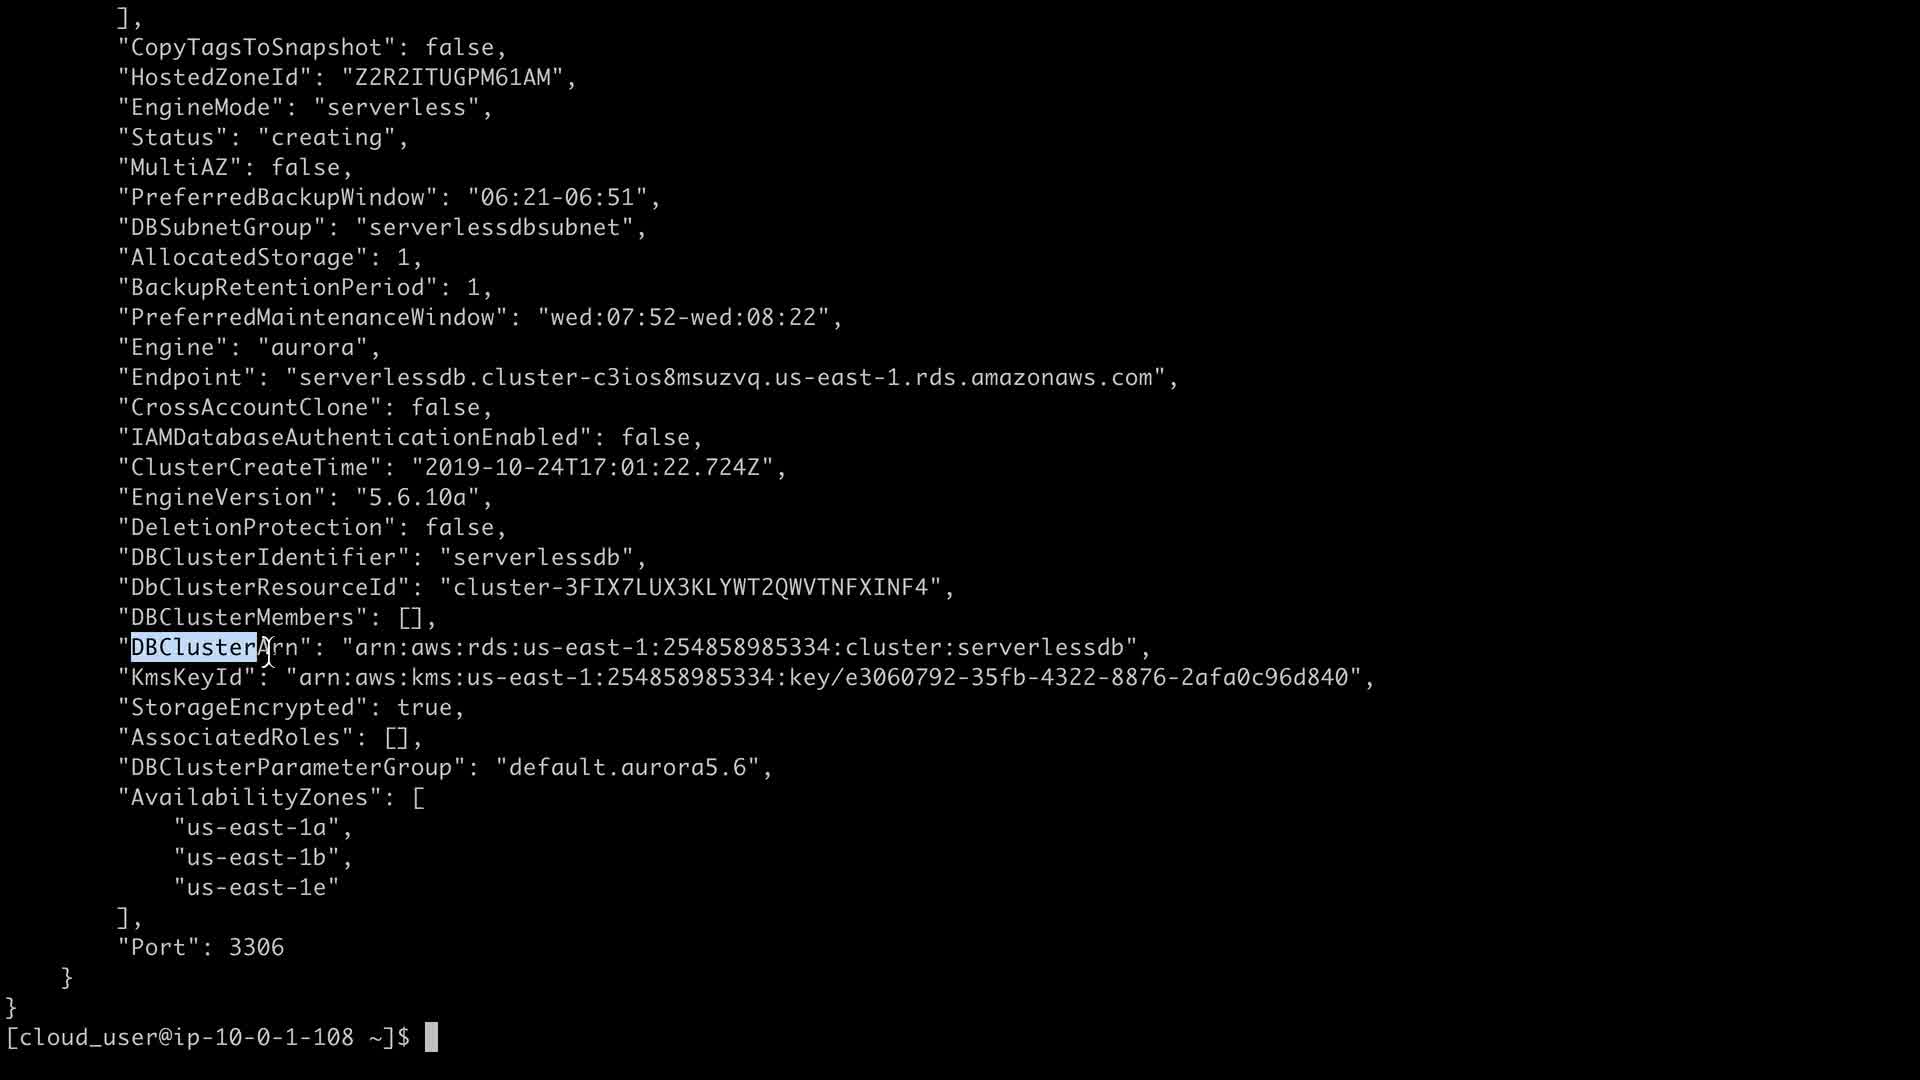 ],
"CopyTagsToSnapshot": false,
"HostedZoneId": "Z2R2ITUGPM61AM",
"EngineMode": "serverless",
"Status": "creating",
"MultiAZ": false,
"PreferredBackupWindow": "06:21-06:51",
"DBSubnetGroup": "serverlessdbsubnet",
"AllocatedStorage": 1,
"BackupRetentionPeriod": 1,
"PreferredMaintenanceWindow": "wed:07:52-wed:08:22",
"Engine": "aurora",
"Endpoint": "serverlessdb.cluster-c3ios8msuzvq.us-east-1.rds.amazonaws.com",
"CrossAccountClone": false,
"IAMDatabaseAuthenticationEnabled": false,
"ClusterCreateTime": "2019-10-24T17:01:22.724Z",
"EngineVersion": "5.6.10a",
"DeletionProtection": false,
"DBClusterIdentifier": "serverlessdb",
"DbClusterResourceId": "cluster-3FIX7LUX3KLYWT2QWVTNFXINF4",
"DBClusterMembers": [],
"DBClusterArn": "arn:aws:rds:us-east-1:254858985334:cluster:serverlessdb",
"KmsKeyId": "arn:aws:kms:us-east-1:254858985334:key/e3060792-35fb-4322-8876-2afa0c96d840",
"StorageEncrypted": true,
"AssociatedRoles": [],
"DBClusterParameterGroup": "default.aurora5.6",
"AvailabilityZones": [
"us-east-1a",
"us-east-1b",
"us-east-1e"
],
"Port": 3306
}
}
[cloud_user@ip-10-0-1-108 ~]$